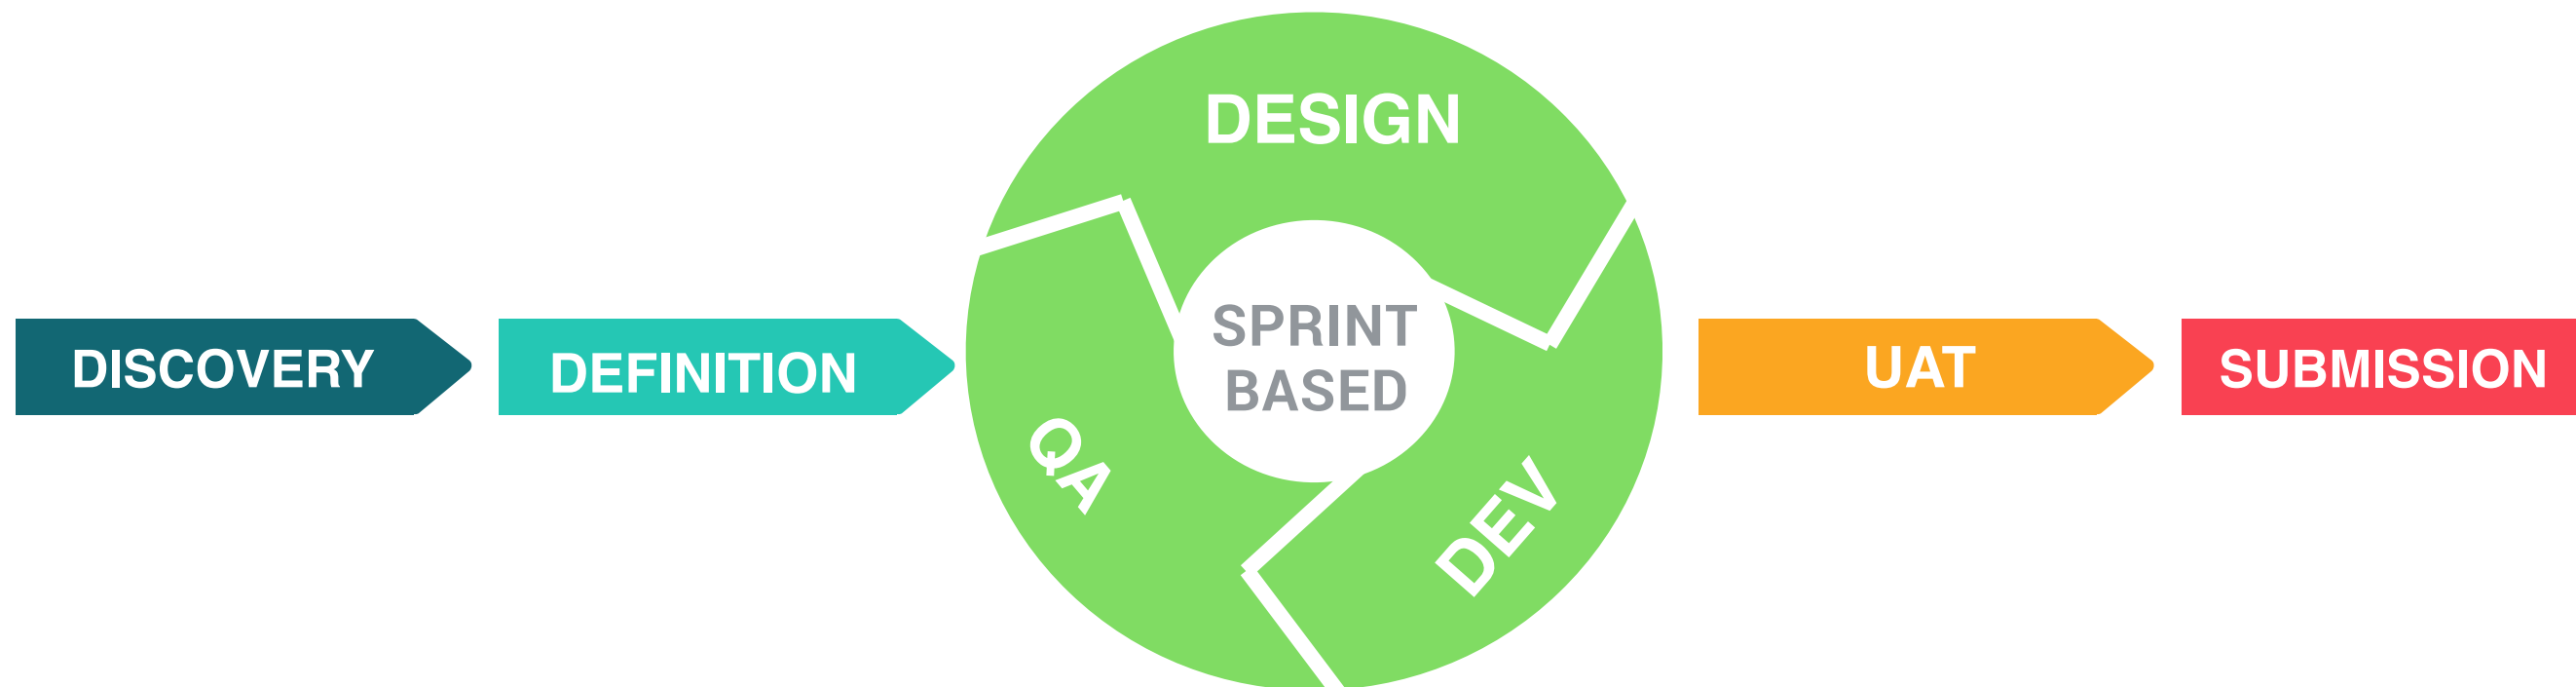 DISCOVERY
DEFINITION
DESIGN
SPRINT
BASED
QA
DEV
UAT
SUBMISSION